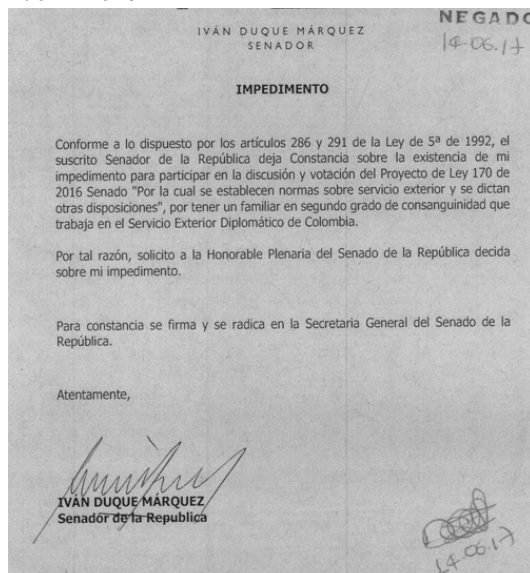 NEGADO
IVÁN DUQUE MÁRQUEZ
14-06.17
SENADOR
IMPEDIMENTO
Conforme a lo dispuesto por los artículos 286 y 291 de la Ley de 5ª de 1992, el
suscrito Senador de la República deja Constancia sobre la existencia de mi
impedimento para participar en la discusión y votación del Proyecto de Ley 170 de
2016 Senado "Por la cual se establecen normas sobre servicio exterior y se dictan
otras disposiciones", por tener un familiar en segundo grado de consanguinidad que
trabaja en el Servicio Exterior Diplomático de Colombia.
Por tal razón, solicito a la Honorable Plenaria del Senado de la República decida
sobre mi impedimento.
Para constancia se firma y se radica en la Secretaria General del Senado de la
República.
Atentamente,
IVÁN DUQUE MÁRQUEZ
Senador de la Republica
14-06.17